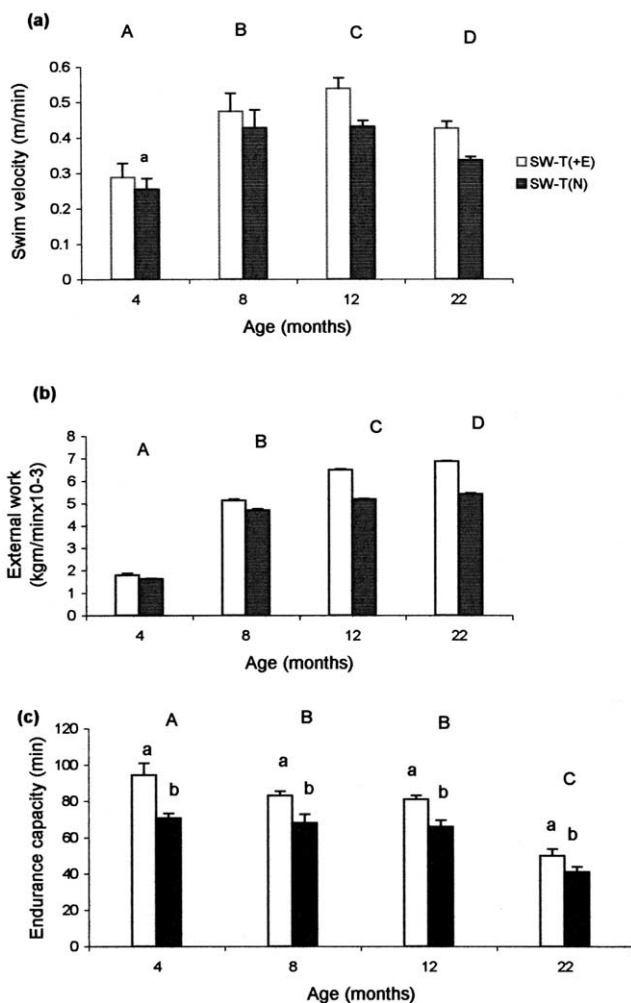 (a)
A B C D
Swim velocity (m/min)
0.6
0.5
0.4
0.3
0.2
0.1
0
a
4 8 12 22
Age (months)
SW-T(+E)
SW-T(N)
(b)
A B C D
External work
(kgm/minx10-3)
8
7
6
5
4
3
2
1
0
4 8 12 22
Age (months)
(c)
A B B C
Endurance capacity (min)
120
100
80
60
40
20
0
a b a b a b a b
4 8 12 22
Age (months)